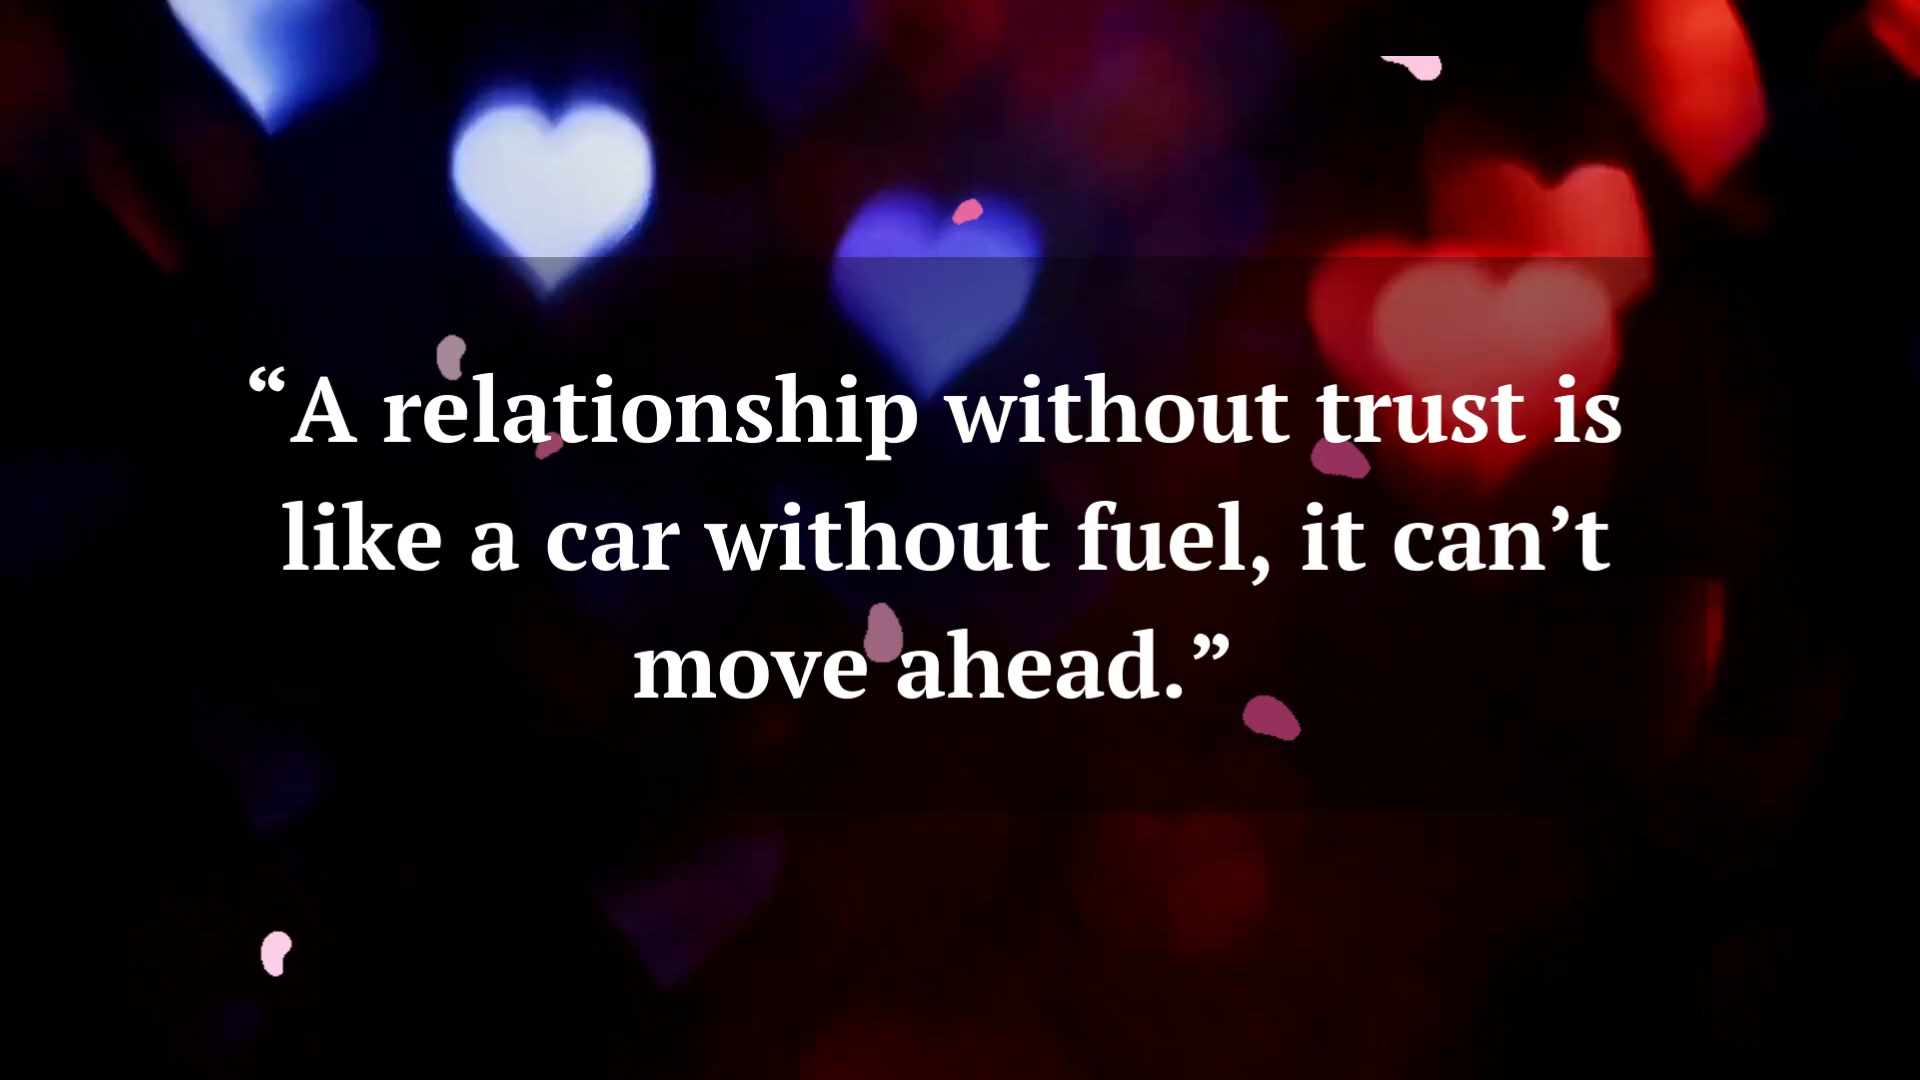 “A relationship without trust is
like a car without fuel, it can’t
move ahead.”